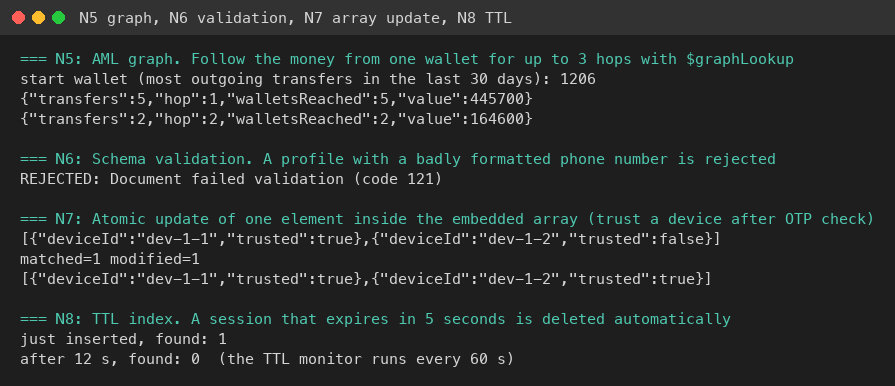 N5 graph, N6 validation, N7 array update, N8 TTL
=== N5: AML graph. Follow the money from one wallet for up to 3 hops with $graphLookup
start wallet (most outgoing transfers in the last 30 days): 1206
{"transfers":5,"hop":1,"walletsReached":5,"value":445700}
{"transfers":2,"hop":2,"walletsReached":2,"value":164600}
=== N6: Schema validation. A profile with a badly formatted phone number is rejected
REJECTED: Document failed validation (code 121)
=== N7: Atomic update of one element inside the embedded array (trust a device after OTP check)
[{"deviceId":"dev-1-1","trusted":true},{"deviceId":"dev-1-2","trusted":false}]
matched=1 modified=1
[{"deviceId":"dev-1-1","trusted":true},{"deviceId":"dev-1-2","trusted":true}]
=== N8: TTL index. A session that expires in 5 seconds is deleted automatically
just inserted, found: 1
after 12 s, found: 0  (the TTL monitor runs every 60 s)